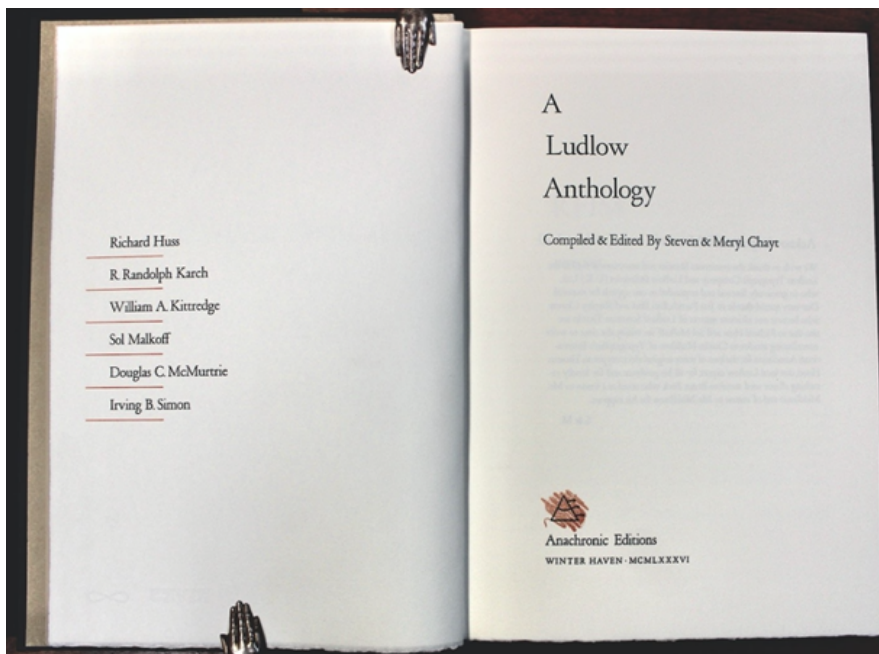 Richard Huss
R. Randolph Karch
William A. Kittredge
Sol Malkoff
Douglas C. McMurtrie
Irving B. Simon
A
Ludlow
Anthology
Compiled & Edited By Steven & Meryl Chayt
Anachronic Editions
WINTER HAVEN · MCMLXXXVI